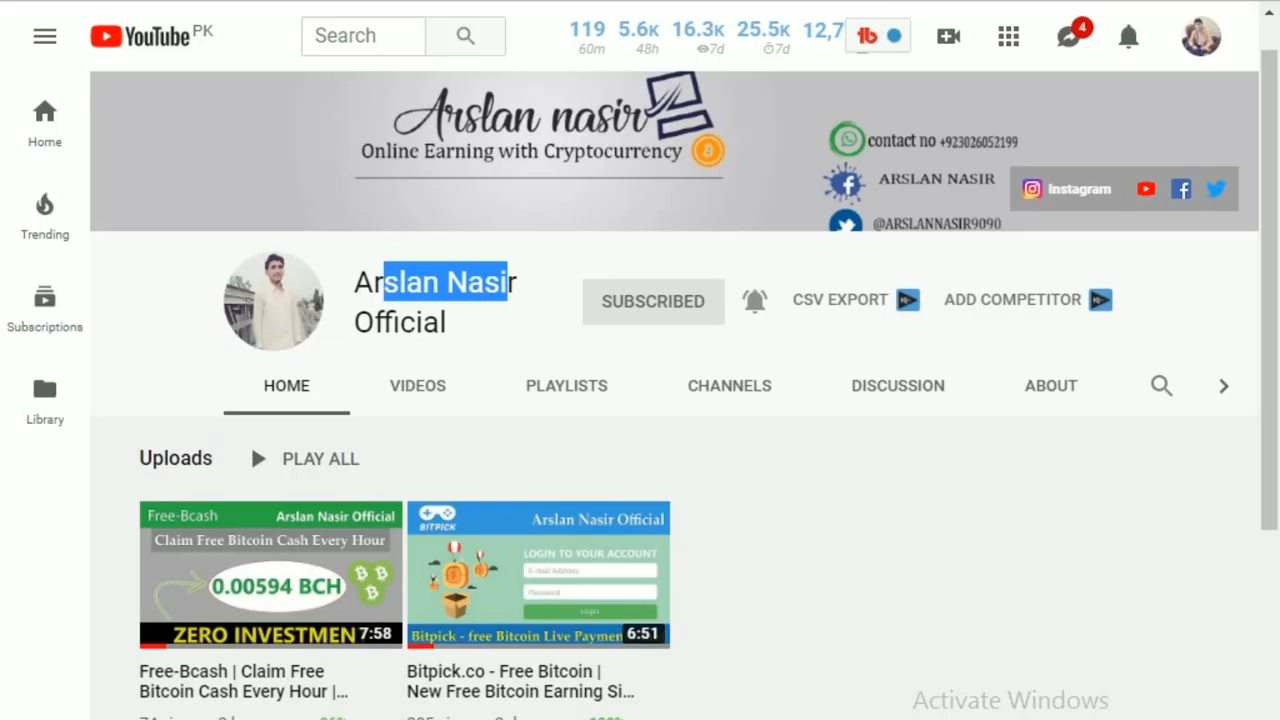 YouTube PK
Search
119 5.6K 16.3K 25.5K 12,7
60m 48h 7d 7d
4
Home
Trending
Subscriptions
Library
Arslan nasir
Online Earning with Cryptocurrency
contact no +923026052199
ARSLAN NASIR
@ARSLANNASIR9090
Instagram
Arslan Nasir
Official
SUBSCRIBED
CSV EXPORT
ADD COMPETITOR
HOME VIDEOS PLAYLISTS CHANNELS DISCUSSION ABOUT
Uploads PLAY ALL
Free-Bcash Arslan Nasir Official
Claim Free Bitcoin Cash Every Hour
0.00594 BCH
ZERO INVESTMEN 7:58
Free-Bcash | Claim Free
Bitcoin Cash Every Hour |...
BITPICK Arslan Nasir Official
LOGIN TO YOUR ACCOUNT
E-mail Address
Password
Login
Bitpick - free Bitcoin Live Paymen 6:51
Bitpick.co - Free Bitcoin |
New Free Bitcoin Earning Si...
Activate Windows